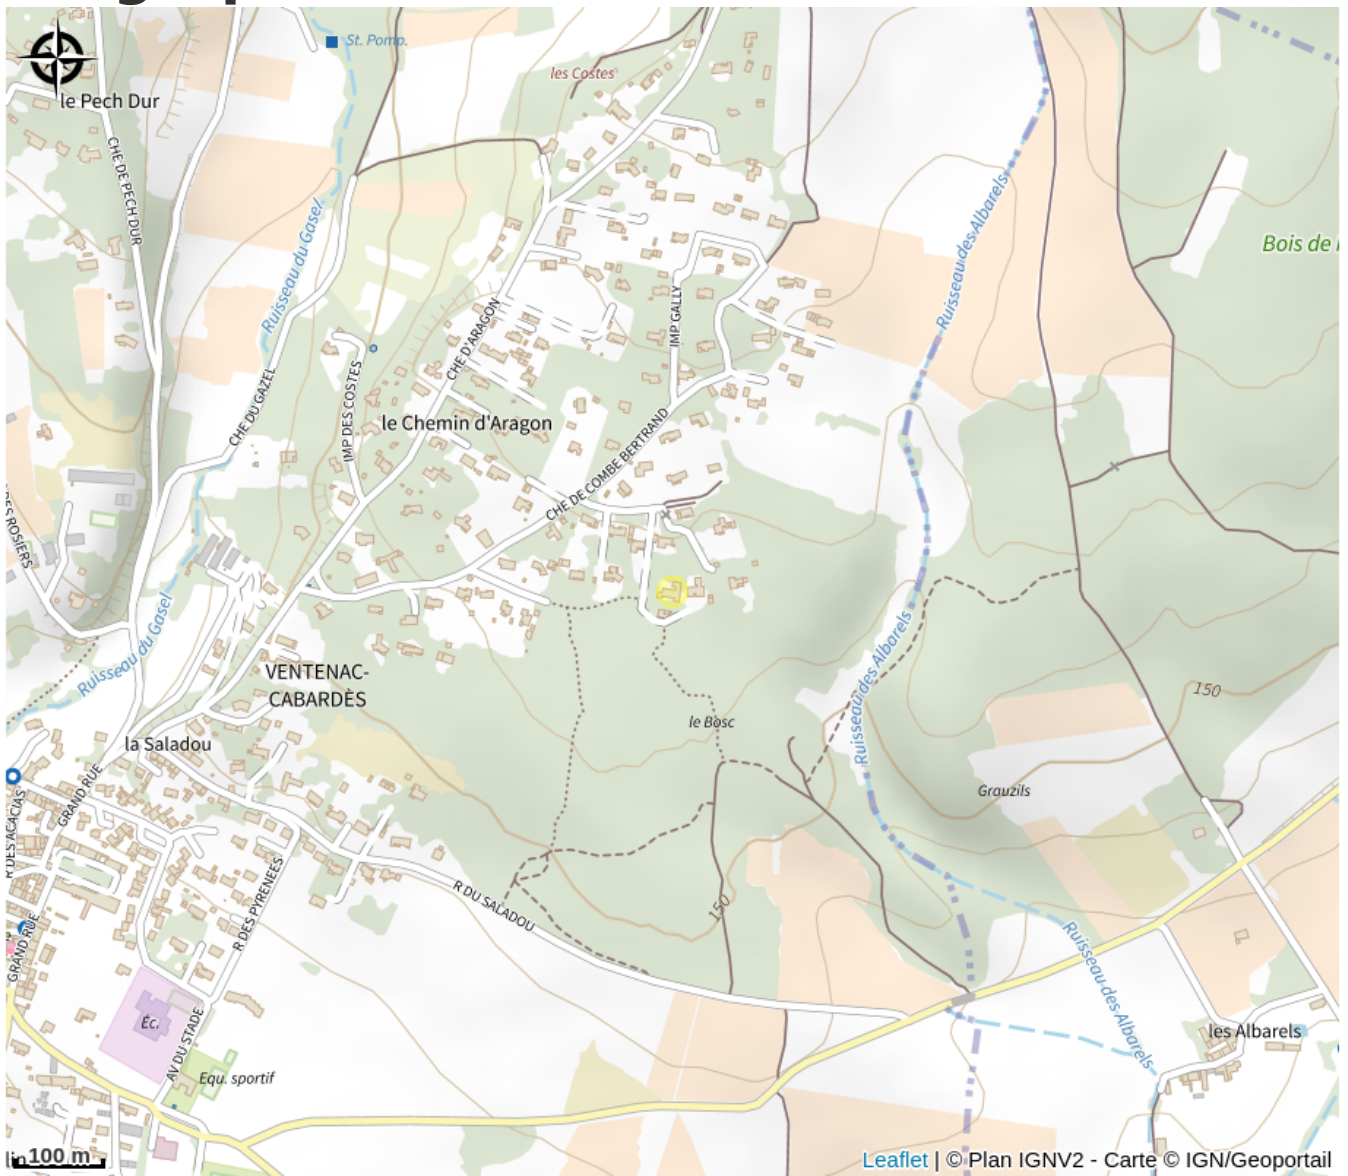 St. Pomp.
les Costes
le Pech Dur
CHE DE PECH DUR
Ruisseau du Gasel
Ruisseau des Albarels
Bois de
IMP GALLY
CHE D'ARAGON
CHE DU GAZEL
IMP DES COSTES
le Chemin d'Aragon
CHE DE COMBE BERTRAND
DES ROSIERS
Ruisseau du Gasel
Ruisseau des Albarels
VENTENAC-
CABARDÈS
150
le Bosc
la Saladou
Grauzils
GRAND RUE
R DES ACACIAS
R DES PYRENEES
R DU SALADOU
150
GRAND RUE
Ruisseau des Albarels
Éc.
les Albarels
AV DU STADE
Equ. sportif
100 m
Leaflet | © Plan IGNV2 - Carte © IGN/Geoportail